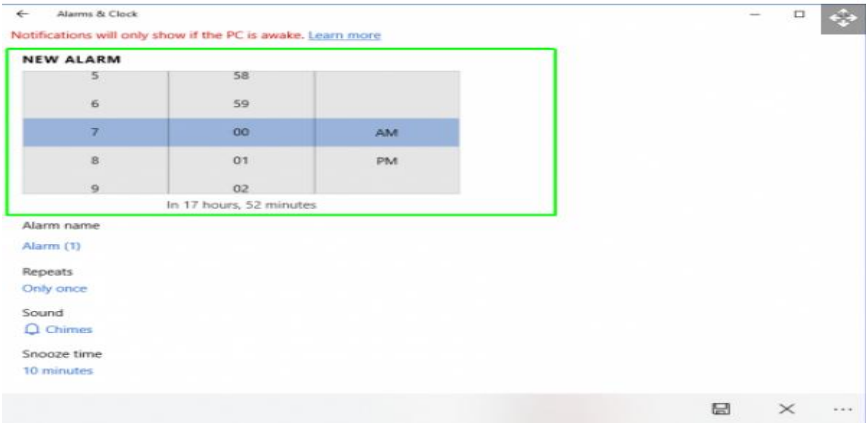 Alarms & Clock
Notifications will only show if the PC is awake. Learn more
NEW ALARM
5 58
6 59
7 00 AM
8 01 PM
9 02
In 17 hours, 52 minutes
Alarm name
Alarm (1)
Repeats
Only once
Sound
Chimes
Snooze time
10 minutes